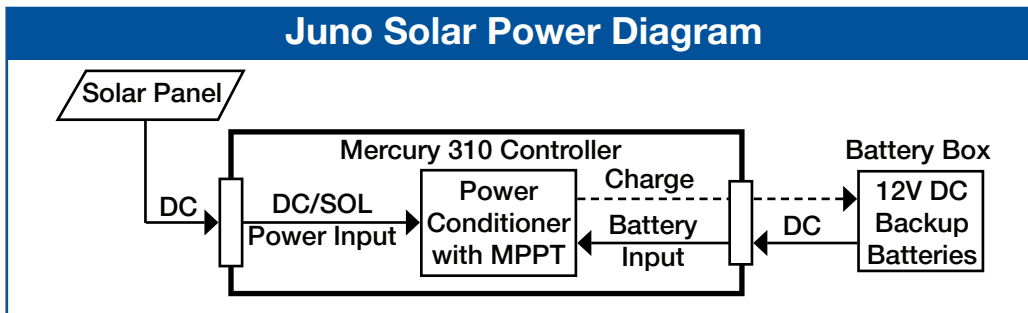 Juno Solar Power Diagram
Solar Panel
Mercury 310 Controller
Battery Box
DC
DC/SOL
Power Input
Power
Conditioner
with MPPT
Charge
Battery
Input
DC
12V DC
Backup
Batteries